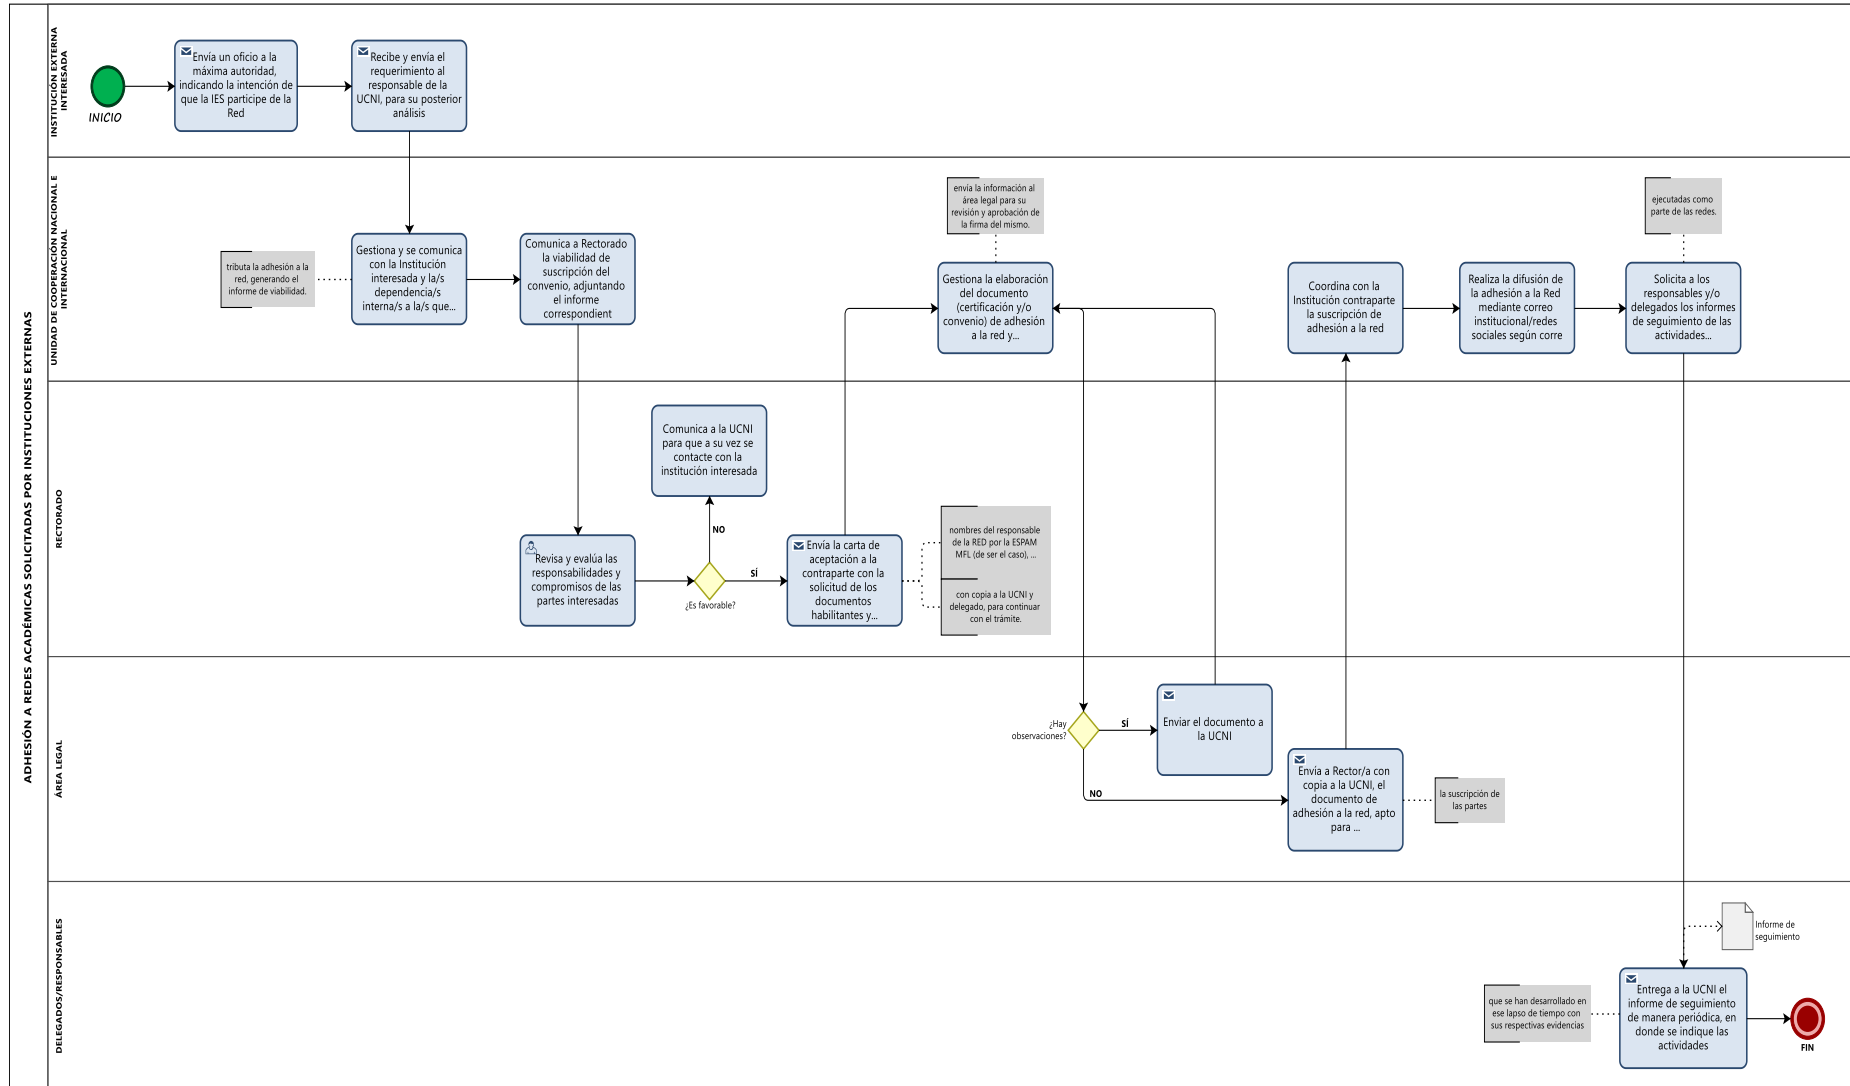 ADHESIÓN A REDES ACADÉMICAS SOLICITADAS POR INSTITUCIONES EXTERNAS
INSTITUCIÓN EXTERNA
INTERESADA
INICIO
Envía un oficio a la
máxima autoridad,
indicando la intención de
que la IES participe de la
Red
Recibe y envía el
requerimiento al
responsable de la
UCNI, para su posterior
análisis
UNIDAD DE COOPERACIÓN NACIONAL E
INTERNACIONAL
tributa la adhesión a la
red, generando el
informe de viabilidad.
Gestiona y se comunica
con la Institución
interesada y la/s
dependencia/s
interna/s a la/s que...
Comunica a Rectorado
la viabilidad de
suscripción del
convenio, adjuntando
el informe
correspondient
envía la información al
área legal para su
revisión y aprobación de
la firma del mismo.
Gestiona la elaboración
del documento
(certificación y/o
convenio) de adhesión
a la red y...
Coordina con la
Institución contraparte
la suscripción de
adhesión a la red
Realiza la difusión de
la adhesión a la Red
mediante correo
institucional/redes
sociales según corre
ejecutadas como
parte de las redes.
Solicita a los
responsables y/o
delegados los informes
de seguimiento de las
actividades...
RECTORADO
Comunica a la UCNI
para que a su vez se
contacte con la
institución interesada
NO
Revisa y evalúa las
responsabilidades y
compromisos de las
partes interesadas
¿Es favorable?
SÍ
Envía la carta de
aceptación a la
contraparte con la
solicitud de los
documentos
habilitantes y...
nombres del responsable
de la RED por la ESPAM
MFL (de ser el caso), ...
con copia a la UCNI y
delegado, para continuar
con el trámite.
ÁREA LEGAL
¿Hay
observaciones?
SÍ
Enviar el documento a
la UCNI
NO
Envía a Rector/a con
copia a la UCNI, el
documento de
adhesión a la red, apto
para ...
la suscripción de
las partes
DELEGADOS/RESPONSABLES
Informe de
seguimiento
que se han desarrollado en
ese lapso de tiempo con
sus respectivas evidencias
Entrega a la UCNI el
informe de seguimiento
de manera periódica, en
donde se indique las
actividades
FIN